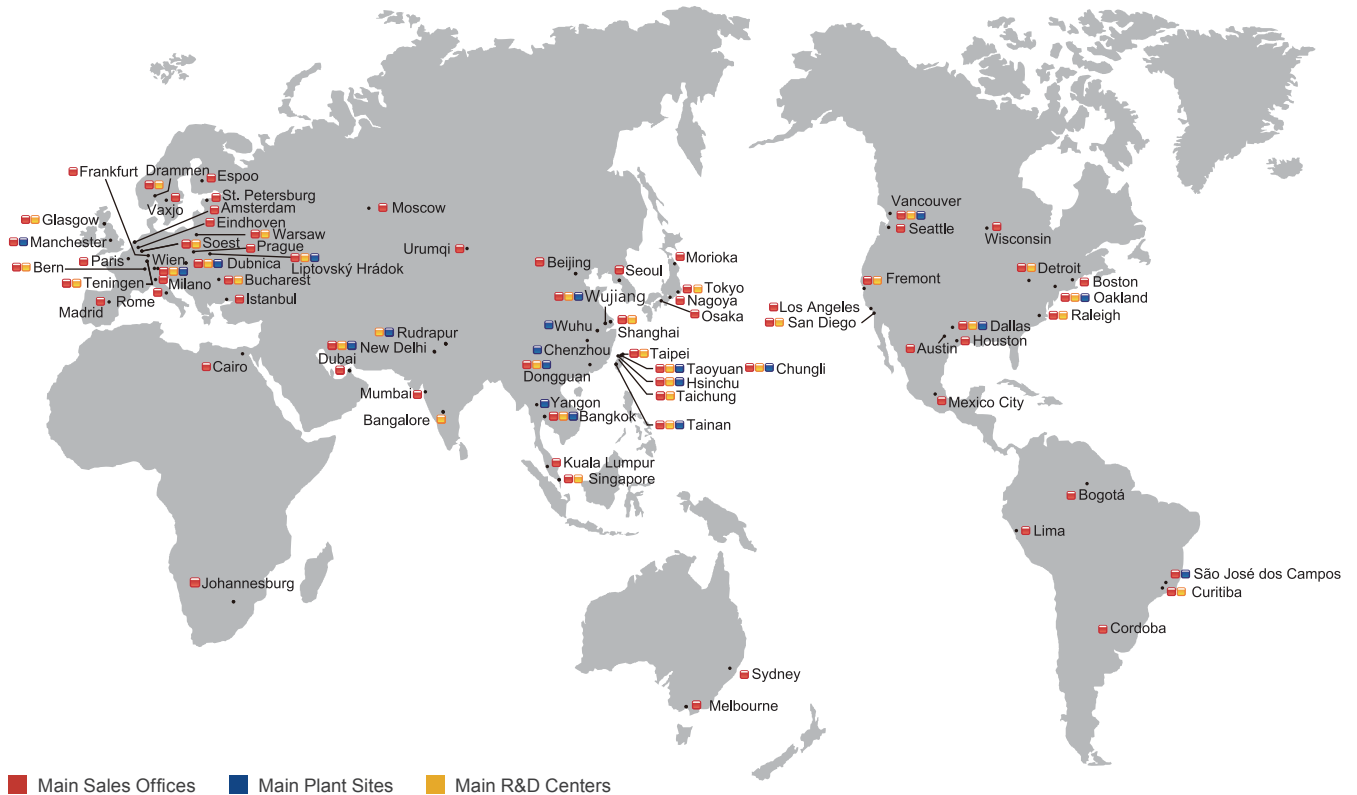 Frankfurt
Drammen
Espoo
Vaxjo
St. Petersburg
Amsterdam
Eindhoven
Glasgow
Warsaw
Manchester
Soest
Prague
Paris
Wien
Dubnica
Liptovský Hrádok
Bern
Teningen
Milano
Bucharest
Madrid
Rome
Istanbul
Moscow
Urumqi
Beijing
Seoul
Morioka
Tokyo
Nagoya
Osaka
Wujiang
Shanghai
Wuhu
Chenzhou
Dongguan
Rudrapur
New Delhi
Dubai
Cairo
Mumbai
Bangalore
Taipei
Taoyuan
Chungli
Hsinchu
Taichung
Tainan
Yangon
Bangkok
Kuala Lumpur
Singapore
Johannesburg
Sydney
Melbourne
Vancouver
Seattle
Wisconsin
Fremont
Detroit
Boston
Oakland
Los Angeles
San Diego
Raleigh
Dallas
Houston
Austin
Mexico City
Bogotá
Lima
São José dos Campos
Curitiba
Cordoba
Main Sales Offices
Main Plant Sites
Main R&D Centers